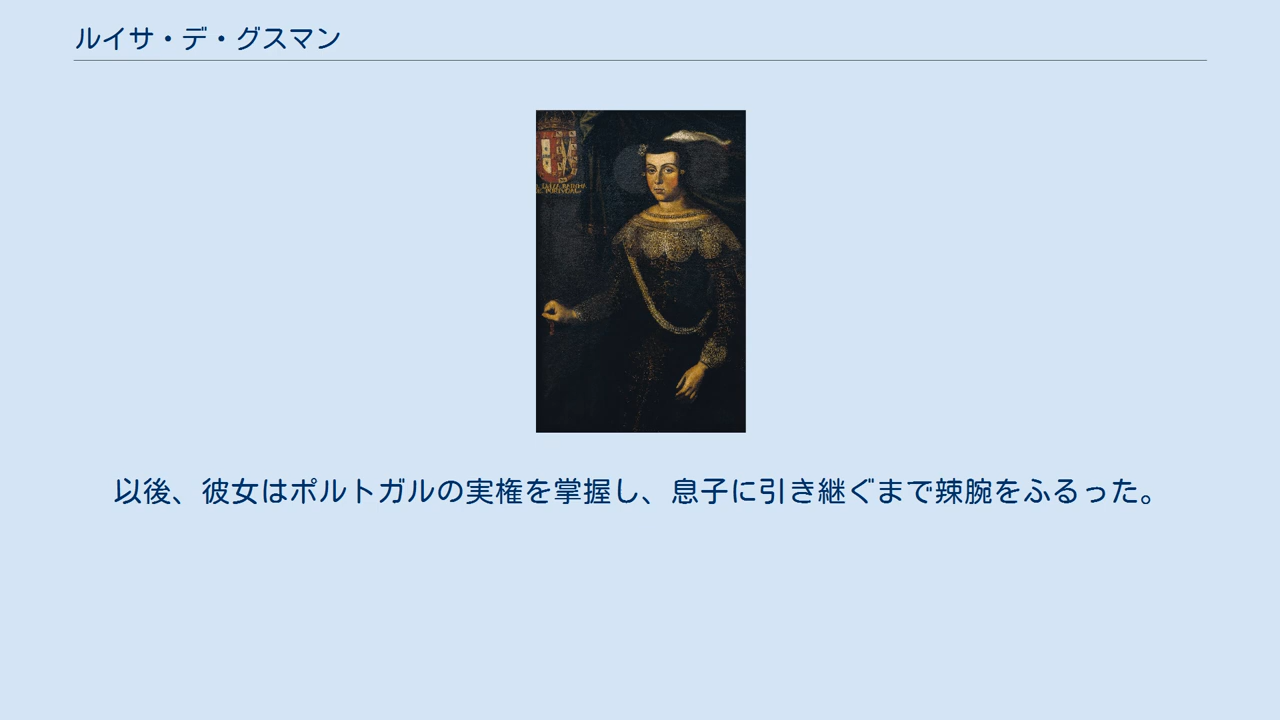 ルイサ・デ・グスマン
以後、彼女はポルトガルの実権を掌握し、息子に引き継ぐまで辣腕をふるった。